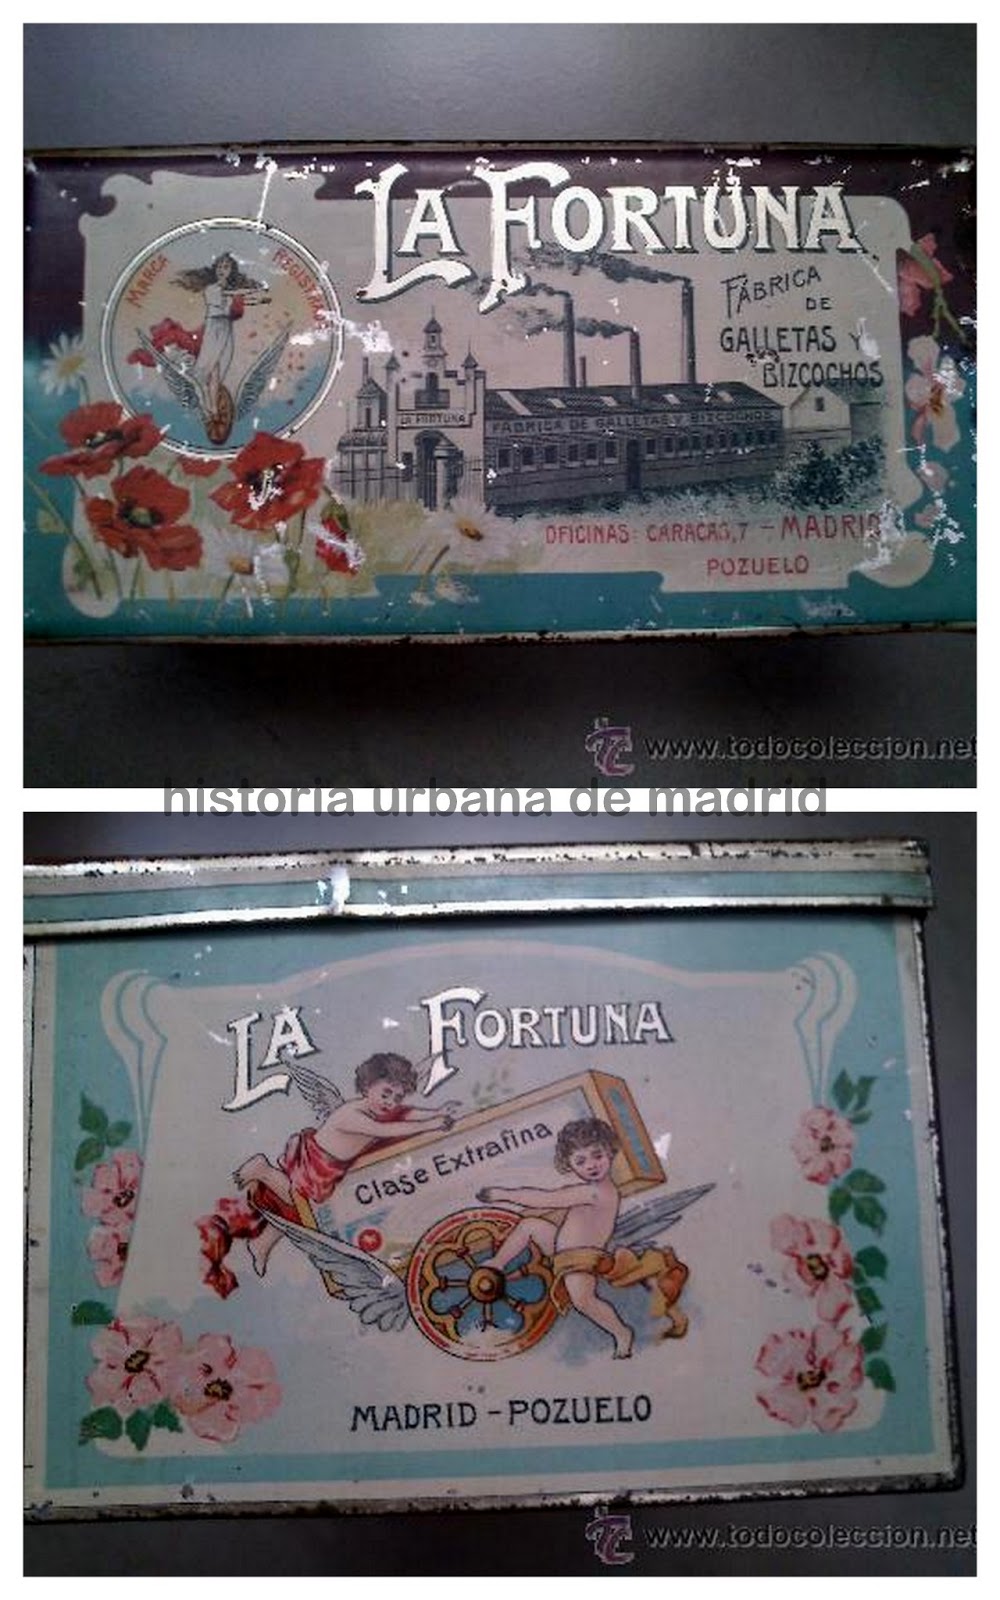 LA FORTUNA
MARCA REGISTRADA
FÁBRICA
DE
GALLETAS Y
BIZCOCHOS
LA FORTUNA
FABRICA DE GALLETAS Y BIZCOCHOS
OFICINAS: CARACAS, 7 - MADRID
POZUELO
www.todocoleccion.net
historia urbana de madrid
LA FORTUNA
Clase Extrafina
MADRID - POZUELO
www.todocoleccion.net